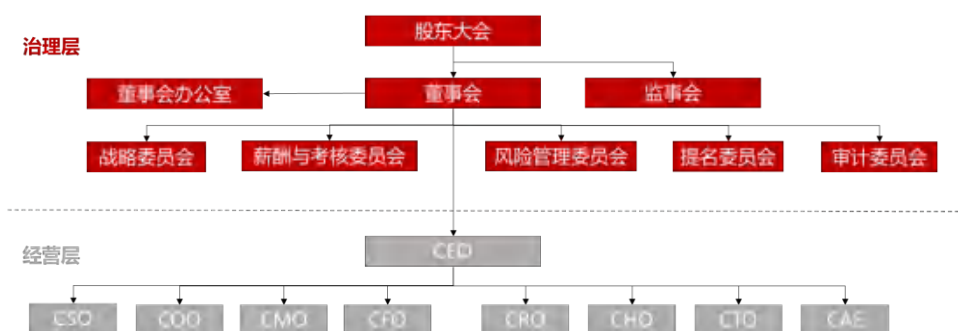 股东大会
治理层
董事会办公室
董事会
监事会
战略委员会
薪酬与考核委员会
风险管理委员会
提名委员会
审计委员会
经营层
CEO
CSO
COO
CMO
CFO
CRO
CHO
CTO
CAE